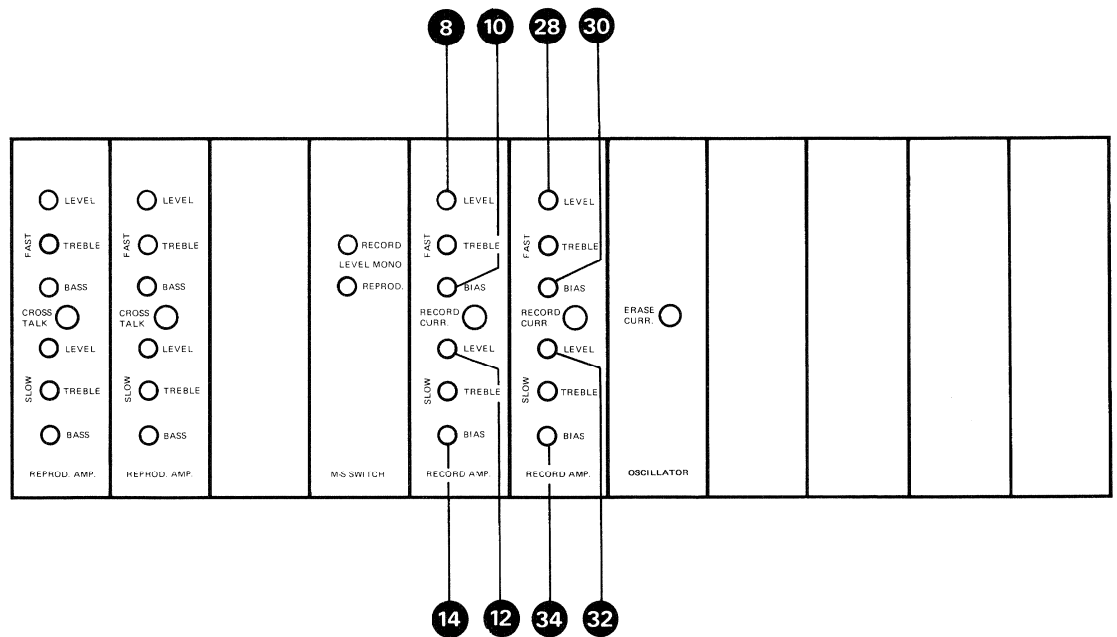 8 10 28 30
LEVEL
FAST
TREBLE
BASS
CROSS
TALK
LEVEL
SLOW
TREBLE
BASS
REPROD. AMP.
LEVEL
FAST
TREBLE
BASS
CROSS
TALK
LEVEL
SLOW
TREBLE
BASS
REPROD. AMP.
RECORD
LEVEL MONO
REPROD.
M-S SWITCH
LEVEL
FAST
TREBLE
BIAS
RECORD
CURR.
LEVEL
SLOW
TREBLE
BIAS
RECORD AMP.
LEVEL
FAST
TREBLE
BIAS
RECORD
CURR.
LEVEL
SLOW
TREBLE
BIAS
RECORD AMP.
ERASE
CURR.
OSCILLATOR
14 12 34 32